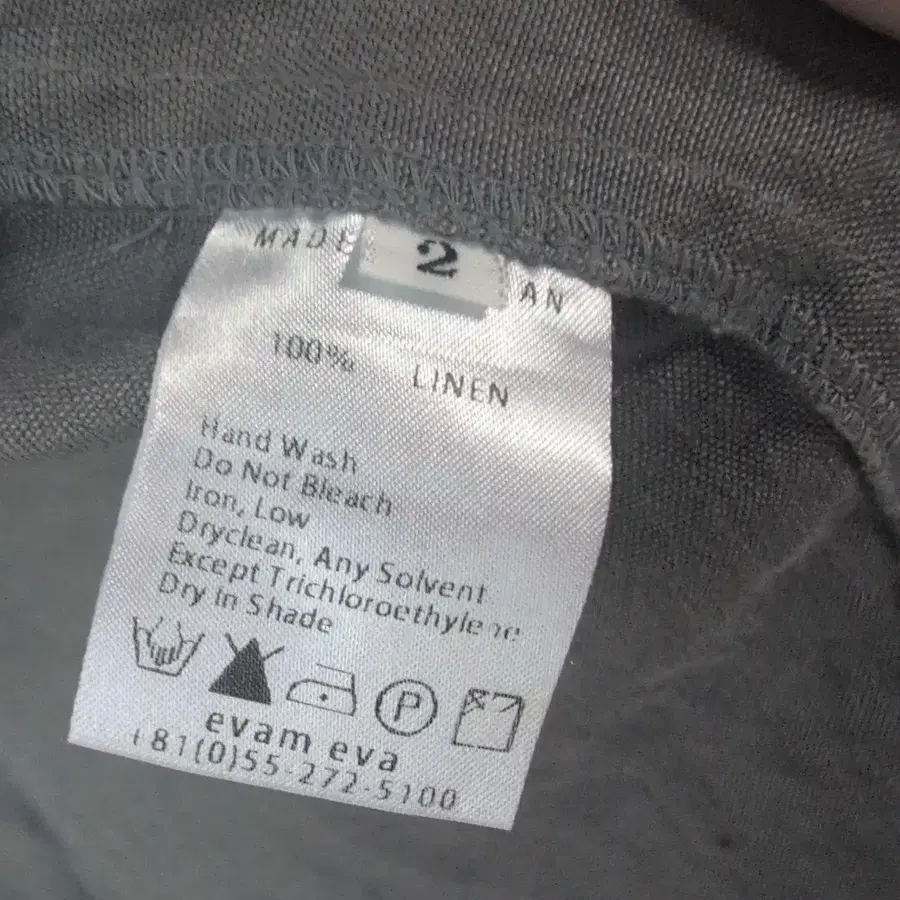 MADE 2 AN
100% LINEN
Hand Wash
Do Not Bleach
Iron, Low
Dryclean, Any Solvent
Except Trichloroethylene
Dry In Shade
P
evam eva
+81(0)55-272-5100